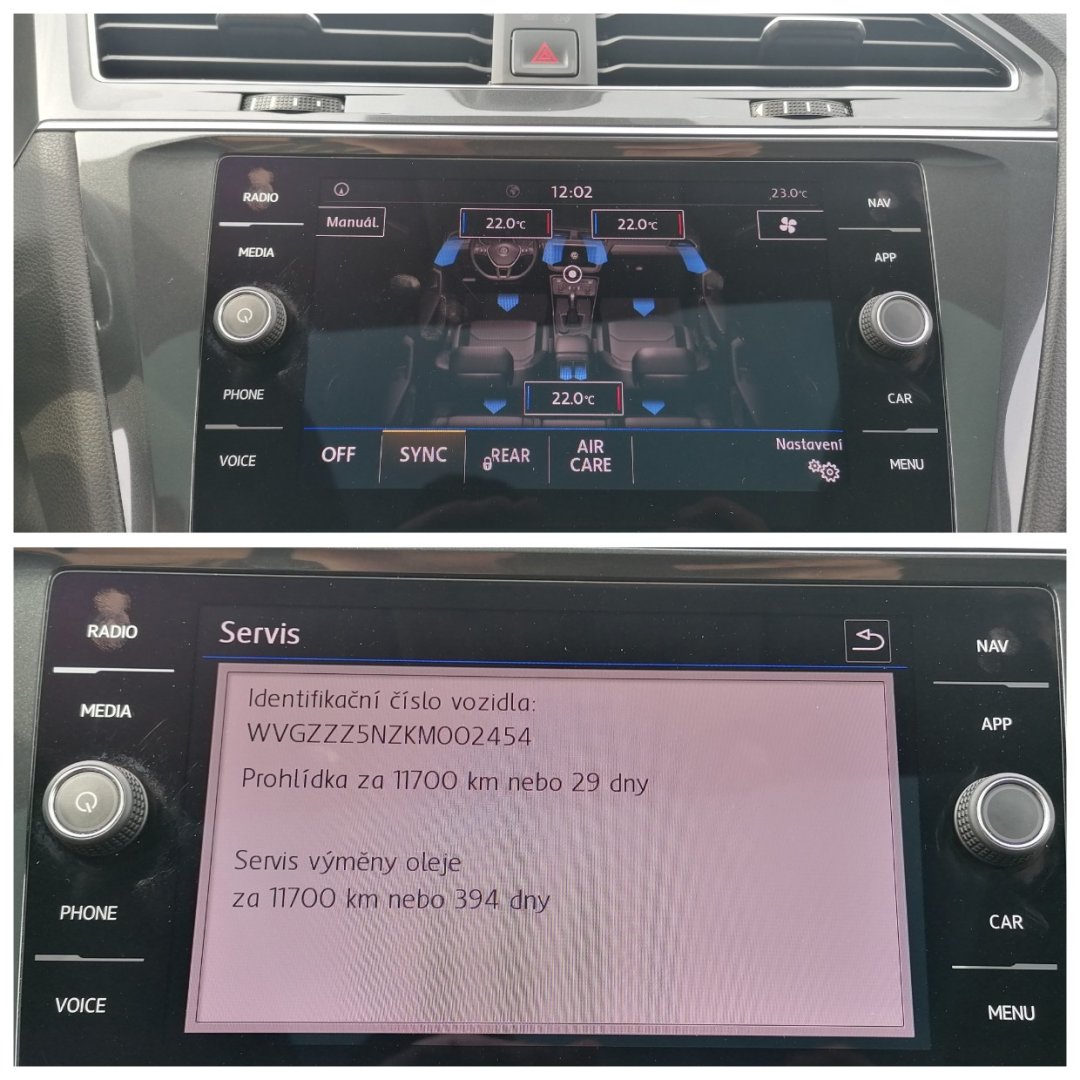 RADIO
MEDIA
PHONE
VOICE
12:02
23.0°C
Manuál.
22.0°C
22.0°C
22.0°C
OFF
SYNC
REAR
AIR
CARE
Nastavení
NAV
APP
CAR
MENU
RADIO
MEDIA
PHONE
VOICE
Servis
Identifikační číslo vozidla:
WVGZZZ5NZKM002454
Prohlídka za 11700 km nebo 29 dny
Servis výměny oleje
za 11700 km nebo 394 dny
NAV
APP
CAR
MENU